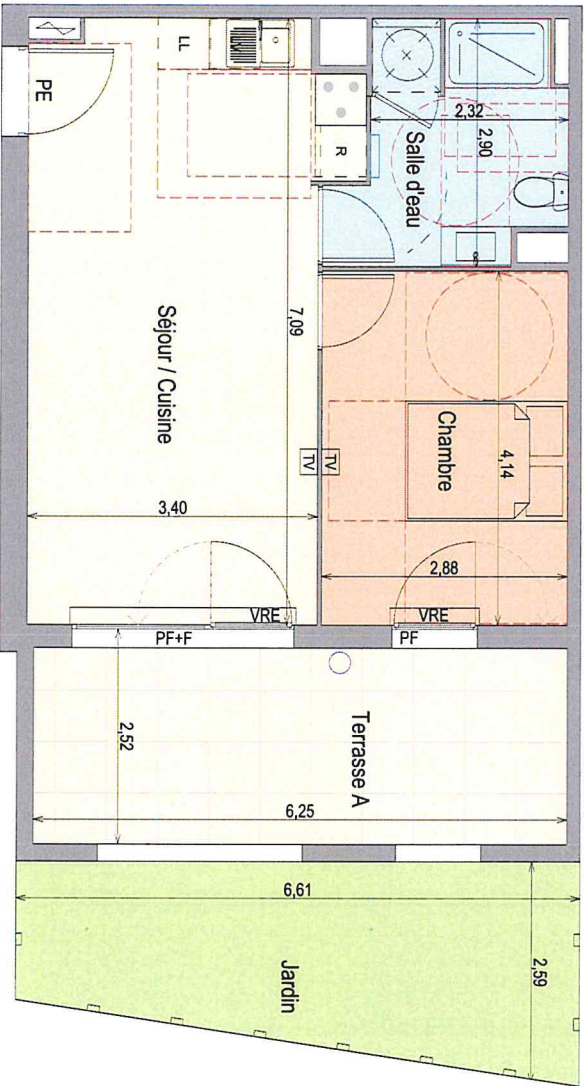 PE
LL
LV
R
2,32
2,90
Salle d'eau
7,09
Séjour / Cuisine
3,40
TV
TV
Chambre
4,14
2,88
VRE
VRE
PF+F
PF
2,52
Terrasse A
6,25
6,61
Jardin
2,59